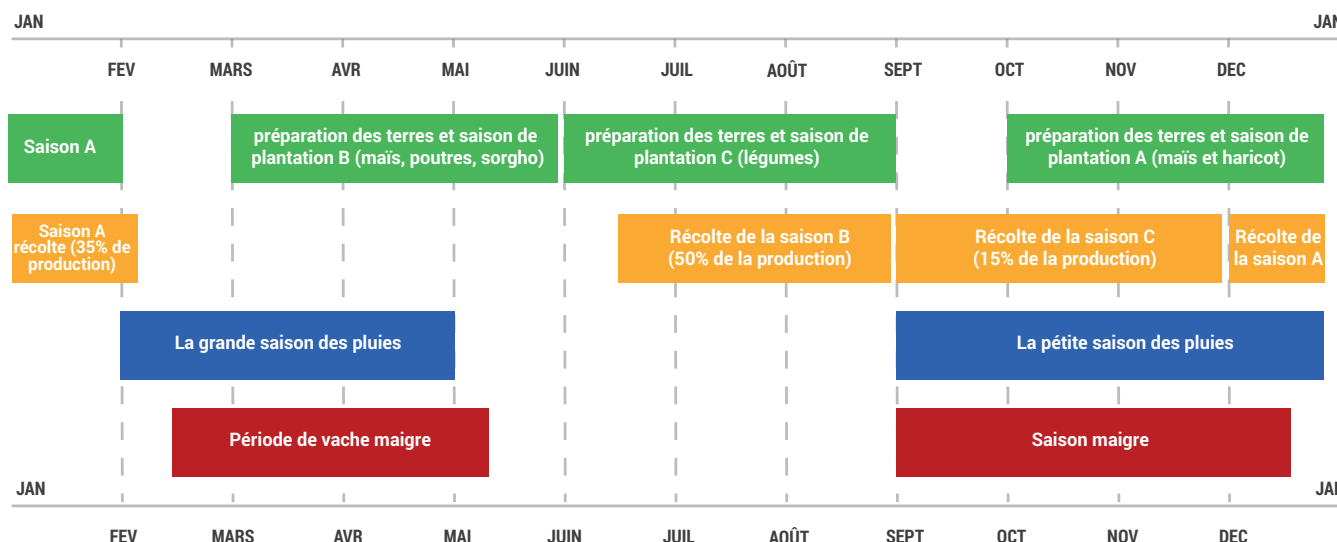 JAN
JAN
FEV MARS AVR MAI JUIN JUIL AOÛT SEPT OCT NOV DEC
Saison A
préparation des terres et saison de
plantation B (maïs, poutres, sorgho)
préparation des terres et saison de
plantation C (légumes)
préparation des terres et saison de
plantation A (maïs et haricot)
Saison A
récolte (35% de
production)
Récolte de la saison B
(50% de la production)
Récolte de la saison C
(15% de la production)
Récolte de
la saison A
La grande saison des pluies
La pétite saison des pluies
Période de vache maigre
Saison maigre
JAN
JAN
FEV MARS AVR MAI JUIN JUIL AOÛT SEPT OCT NOV DEC